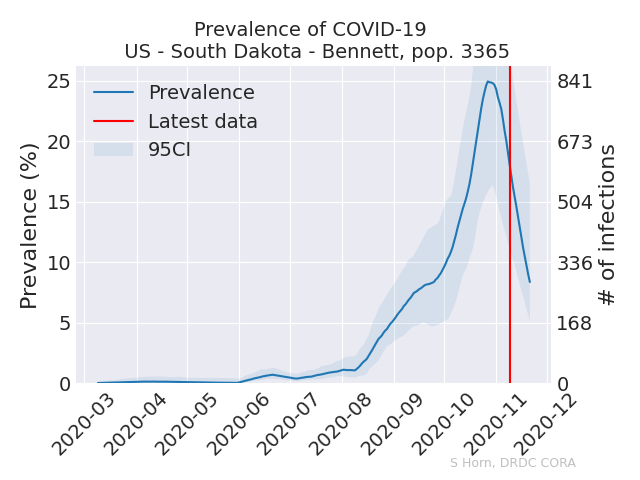 Prevalence of COVID-19
US - South Dakota - Bennett, pop. 3365
Prevalence
Latest data
95CI
Prevalence (%)
25
20
15
10
5
0
841
673
504
336
168
0
# of infections
2020-03
2020-04
2020-05
2020-06
2020-07
2020-08
2020-09
2020-10
2020-11
2020-12
S Horn, DRDC CORA